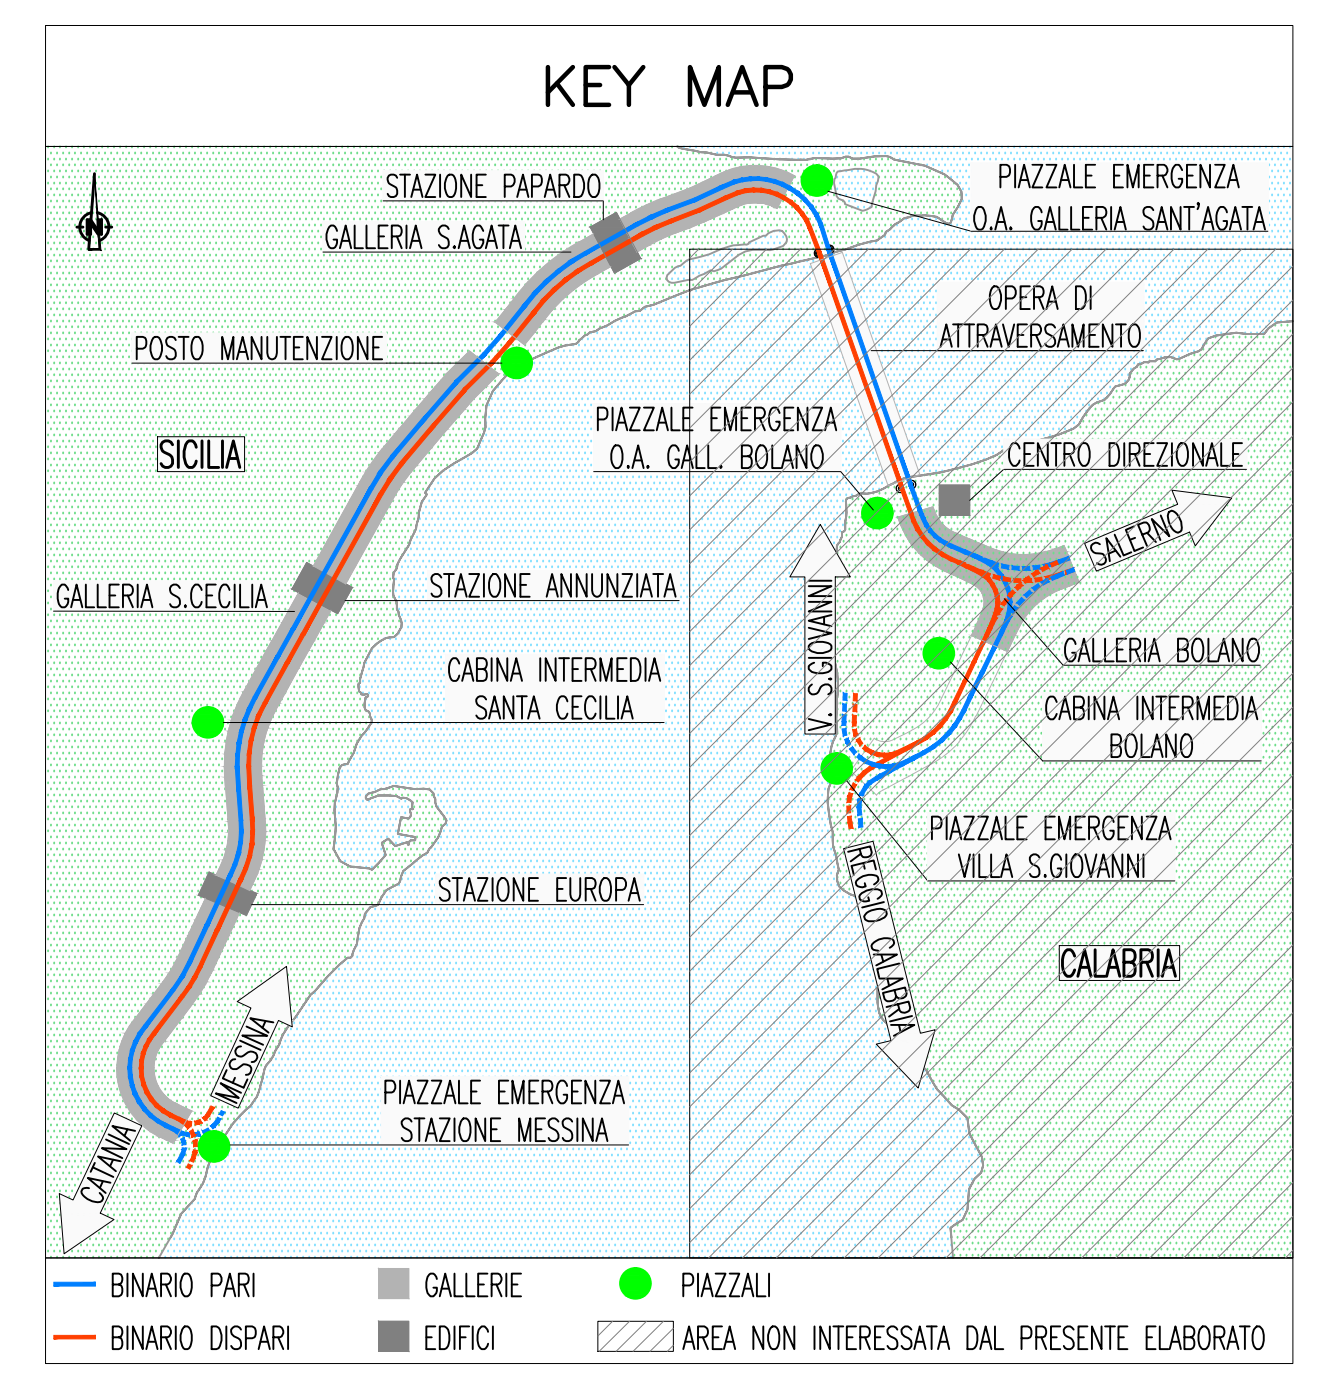 KEY MAP
N
STAZIONE PAPARDO
GALLERIA S.AGATA
PIAZZALE EMERGENZA
O.A. GALLERIA SANT'AGATA
OPERA DI
ATTRAVERSAMENTO
POSTO MANUTENZIONE
SICILIA
PIAZZALE EMERGENZA
O.A. GALL. BOLANO
CENTRO DIREZIONALE
SALERNO
V. S.GIOVANNI
GALLERIA S.CECILIA
STAZIONE ANNUNZIATA
GALLERIA BOLANO
CABINA INTERMEDIA
SANTA CECILIA
CABINA INTERMEDIA
BOLANO
PIAZZALE EMERGENZA
VILLA S.GIOVANNI
STAZIONE EUROPA
REGGIO CALABRIA
CALABRIA
MESSINA
PIAZZALE EMERGENZA
STAZIONE MESSINA
CATANIA
BINARIO PARI
GALLERIE
PIAZZALI
BINARIO DISPARI
EDIFICI
AREA NON INTERESSATA DAL PRESENTE ELABORATO